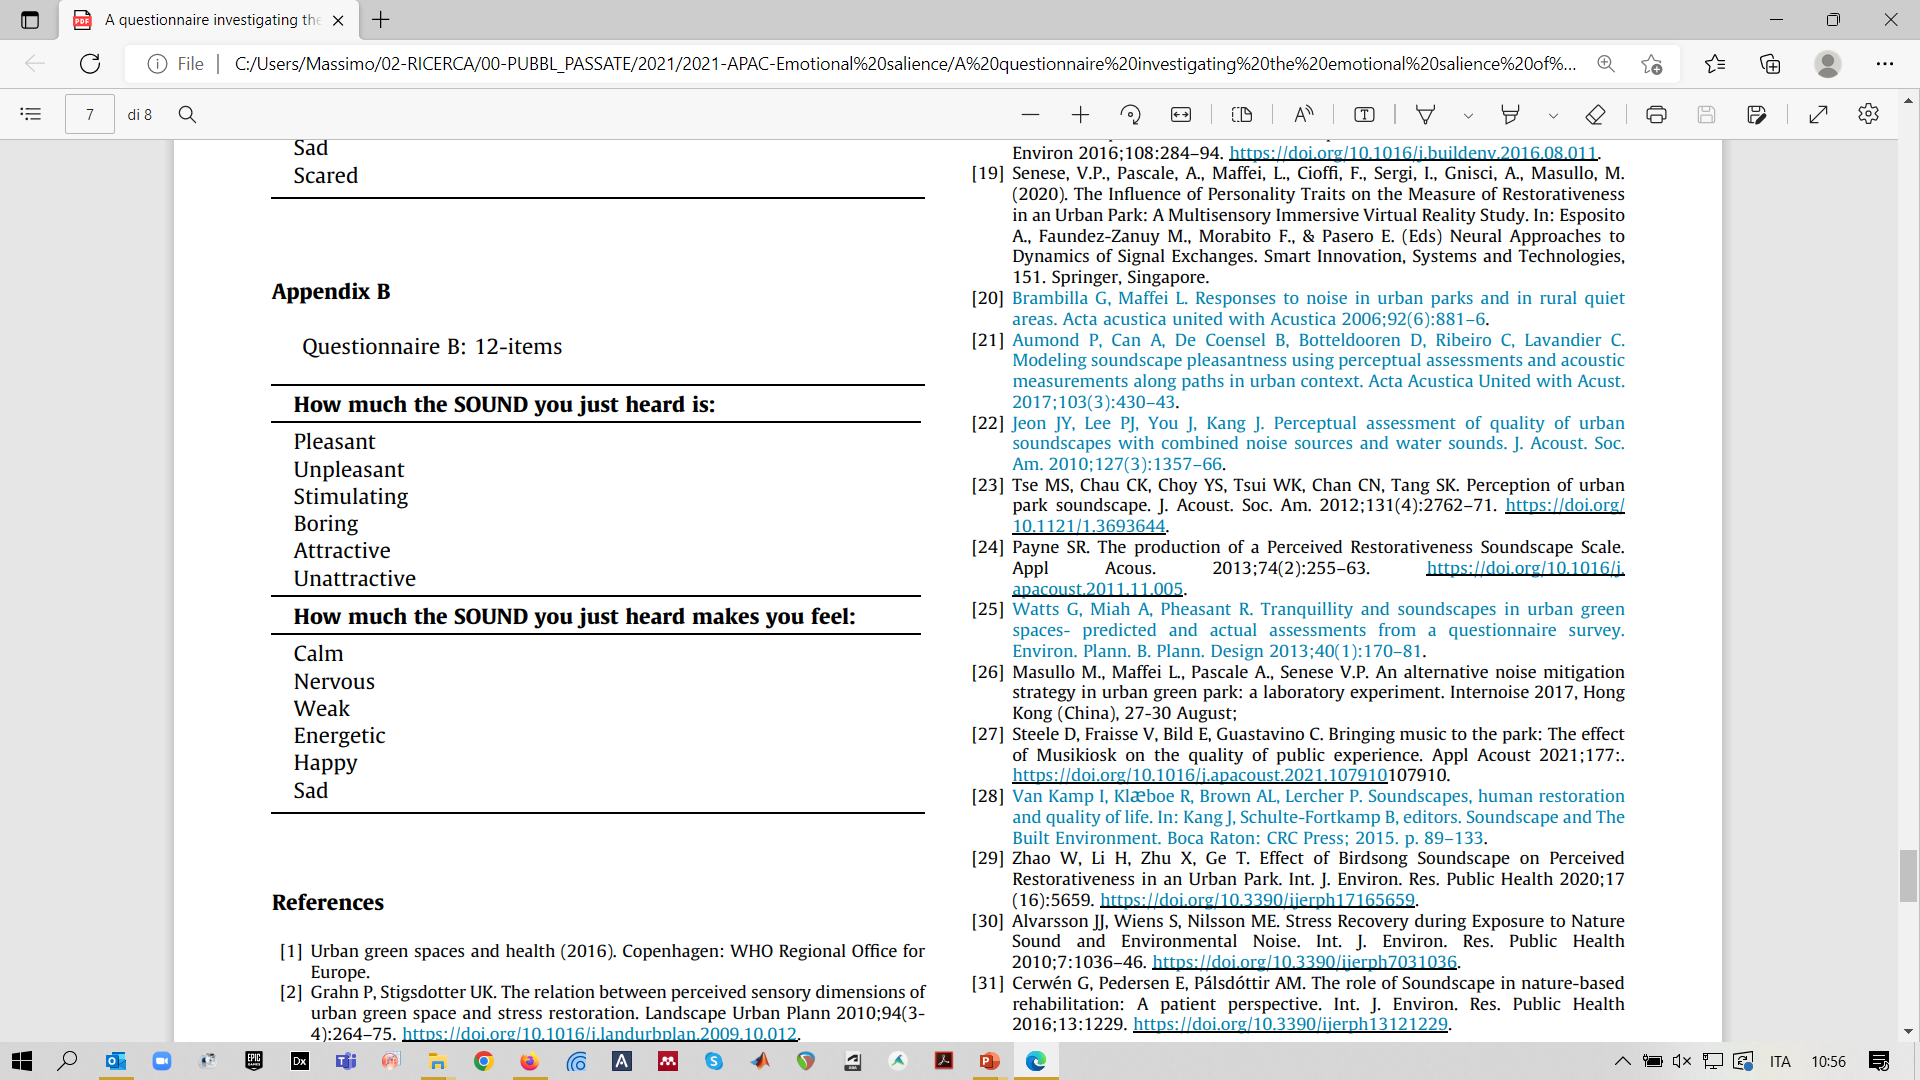 A questionnaire investigating the
File
C:/Users/Massimo/02-RICERCA/00-PUBBL_PASSATE/2021/2021-APAC-Emotional%20salience/A%20questionnaire%20investigating%20the%20emotional%20salience%20of%...
7 di 8
Sad
Scared
Appendix B
Questionnaire B: 12-items
How much the SOUND you just heard is:
Pleasant
Unpleasant
Stimulating
Boring
Attractive
Unattractive
How much the SOUND you just heard makes you feel:
Calm
Nervous
Weak
Energetic
Happy
Sad
References
[1] Urban green spaces and health (2016). Copenhagen: WHO Regional Office for
Europe.
[2] Grahn P, Stigsdotter UK. The relation between perceived sensory dimensions of
urban green space and stress restoration. Landscape Urban Plann 2010;94(3-
4):264–75. https://doi.org/10.1016/j.landurbplan.2009.10.012.
Environ 2016;108:284–94. https://doi.org/10.1016/j.buildenv.2016.08.011.
[19] Senese, V.P., Pascale, A., Maffei, L., Cioffi, F., Sergi, I., Gnisci, A., Masullo, M.
(2020). The Influence of Personality Traits on the Measure of Restorativeness
in an Urban Park: A Multisensory Immersive Virtual Reality Study. In: Esposito
A., Faundez-Zanuy M., Morabito F., & Pasero E. (Eds) Neural Approaches to
Dynamics of Signal Exchanges. Smart Innovation, Systems and Technologies,
151. Springer, Singapore.
[20] Brambilla G, Maffei L. Responses to noise in urban parks and in rural quiet
areas. Acta acustica united with Acustica 2006;92(6):881–6.
[21] Aumond P, Can A, De Coensel B, Botteldooren D, Ribeiro C, Lavandier C.
Modeling soundscape pleasantness using perceptual assessments and acoustic
measurements along paths in urban context. Acta Acustica United with Acust.
2017;103(3):430–43.
[22] Jeon JY, Lee PJ, You J, Kang J. Perceptual assessment of quality of urban
soundscapes with combined noise sources and water sounds. J. Acoust. Soc.
Am. 2010;127(3):1357–66.
[23] Tse MS, Chau CK, Choy YS, Tsui WK, Chan CN, Tang SK. Perception of urban
park soundscape. J. Acoust. Soc. Am. 2012;131(4):2762–71. https://doi.org/
10.1121/1.3693644.
[24] Payne SR. The production of a Perceived Restorativeness Soundscape Scale.
Appl Acous. 2013;74(2):255–63. https://doi.org/10.1016/j.
apacoust.2011.11.005.
[25] Watts G, Miah A, Pheasant R. Tranquillity and soundscapes in urban green
spaces- predicted and actual assessments from a questionnaire survey.
Environ. Plann. B. Plann. Design 2013;40(1):170–81.
[26] Masullo M., Maffei L., Pascale A., Senese V.P. An alternative noise mitigation
strategy in urban green park: a laboratory experiment. Internoise 2017, Hong
Kong (China), 27-30 August;
[27] Steele D, Fraisse V, Bild E, Guastavino C. Bringing music to the park: The effect
of Musikiosk on the quality of public experience. Appl Acoust 2021;177:.
https://doi.org/10.1016/j.apacoust.2021.107910107910.
[28] Van Kamp I, Klæboe R, Brown AL, Lercher P. Soundscapes, human restoration
and quality of life. In: Kang J, Schulte-Fortkamp B, editors. Soundscape and The
Built Environment. Boca Raton: CRC Press; 2015. p. 89–133.
[29] Zhao W, Li H, Zhu X, Ge T. Effect of Birdsong Soundscape on Perceived
Restorativeness in an Urban Park. Int. J. Environ. Res. Public Health 2020;17
(16):5659. https://doi.org/10.3390/ijerph17165659.
[30] Alvarsson JJ, Wiens S, Nilsson ME. Stress Recovery during Exposure to Nature
Sound and Environmental Noise. Int. J. Environ. Res. Public Health
2010;7:1036–46. https://doi.org/10.3390/ijerph7031036.
[31] Cerwén G, Pedersen E, Pálsdóttir AM. The role of Soundscape in nature-based
rehabilitation: A patient perspective. Int. J. Environ. Res. Public Health
2016;13:1229. https://doi.org/10.3390/ijerph13121229.
ITA 10:56